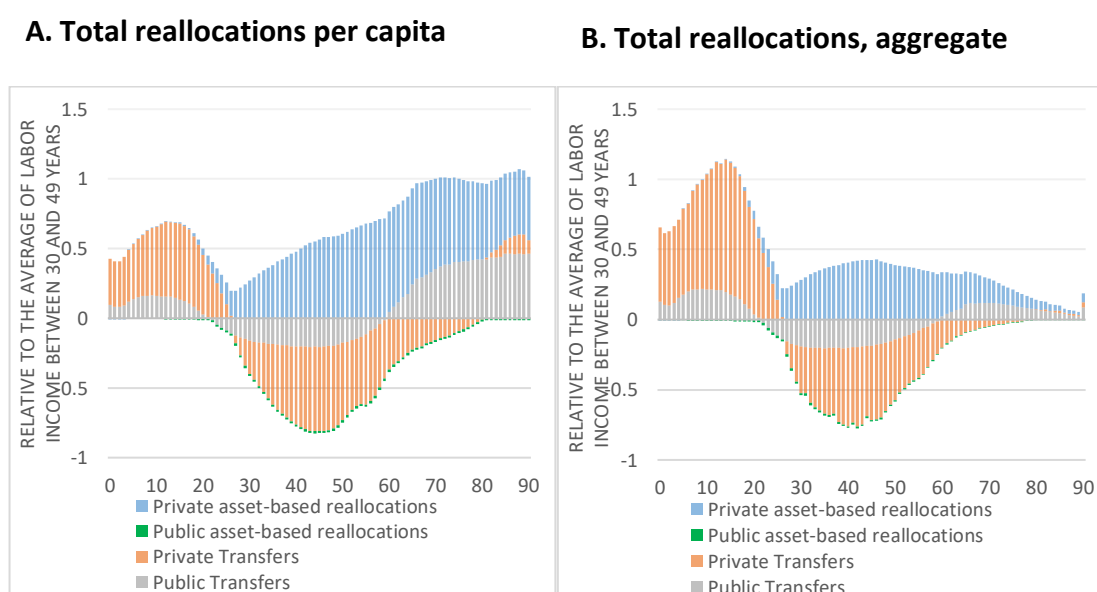 A. Total reallocations per capita
RELATIVE TO THE AVERAGE OF LABOR
INCOME BETWEEN 30 AND 49 YEARS
1.5
1
0.5
0
-0.5
-1
0 10 20 30 40 50 60 70 80 90
Private asset-based reallocations
Public asset-based reallocations
Private Transfers
Public Transfers
B. Total reallocations, aggregate
RELATIVE TO THE AVERAGE OF LABOR
INCOME BETWEEN 30 AND 49 YEARS
1.5
1
0.5
0
-0.5
-1
0 10 20 30 40 50 60 70 80 90
Private asset-based reallocations
Public asset-based reallocations
Private Transfers
Public Transfers